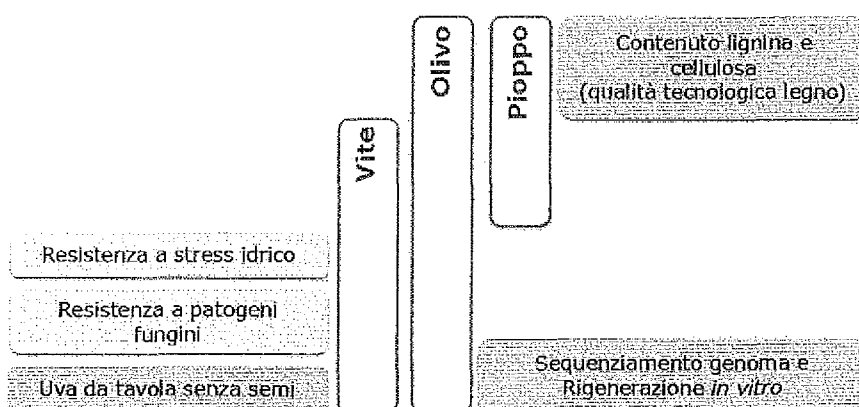 Olivo
Pioppo
Contenuto lignina e
cellulosa
(qualità tecnologica legno)
Vite
Resistenza a stress idrico
Resistenza a patogeni
fungini
Uva da tavola senza semi
Sequenziamento genoma e
Rigenerazione in vitro